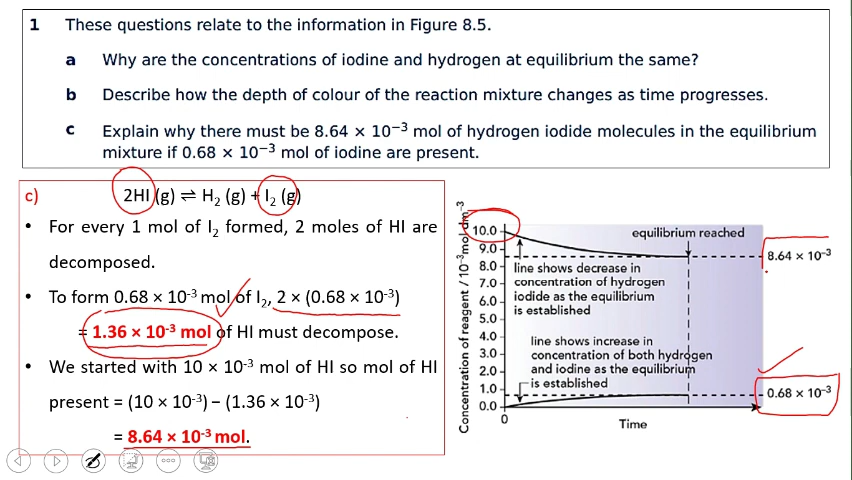 1 These questions relate to the information in Figure 8.5.
a Why are the concentrations of iodine and hydrogen at equilibrium the same?
b Describe how the depth of colour of the reaction mixture changes as time progresses.
c Explain why there must be 8.64 × 10⁻³ mol of hydrogen iodide molecules in the equilibrium
mixture if 0.68 × 10⁻³ mol of iodine are present.
c) 2HI (g) ⇌ H₂ (g) + I₂ (g)
• For every 1 mol of I₂ formed, 2 moles of HI are
decomposed.
• To form 0.68 × 10⁻³ mol of I₂, 2 × (0.68 × 10⁻³)
= 1.36 × 10⁻³ mol of HI must decompose.
• We started with 10 × 10⁻³ mol of HI so mol of HI
present = (10 × 10⁻³) – (1.36 × 10⁻³)
= 8.64 × 10⁻³ mol.
Concentration of reagent / 10⁻³mol dm⁻³
10.0
9.0
8.0
7.0
6.0
5.0
4.0
3.0
2.0
1.0
0.0
equilibrium reached
8.64 × 10⁻³
line shows decrease in
concentration of hydrogen
iodide as the equilibrium
is established
line shows increase in
concentration of both hydrogen
and iodine as the equilibrium
is established
0.68 × 10⁻³
0
Time